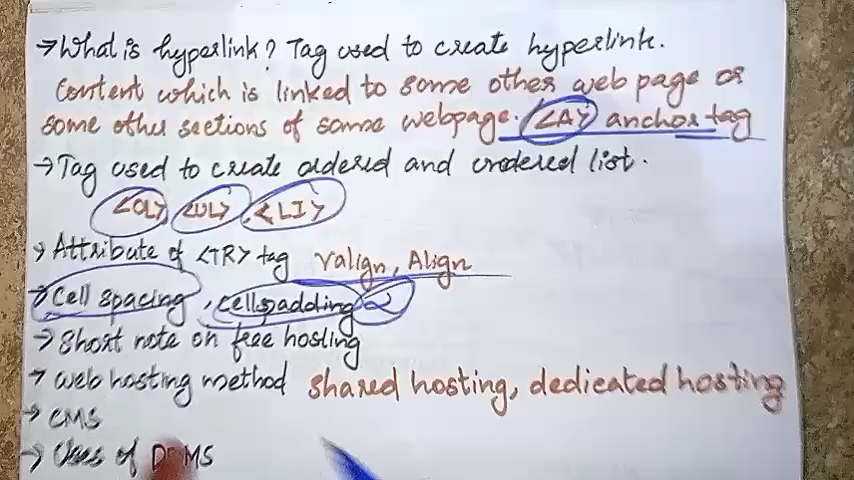 → What is hyperlink? Tag used to create hyperlink.
Content which is linked to some other web page or
some other sections of same webpage. <A> anchor tag
→ Tag used to create ordered and unordered list.
<OL>, <UL>, <LI>
→ Attribute of <TR> tag Valign, Align
→ Cell spacing, cellspadding 2
→ Short note on free hosting
→ Web hosting method shared hosting, dedicated hosting
→ CMS
→ Uses of